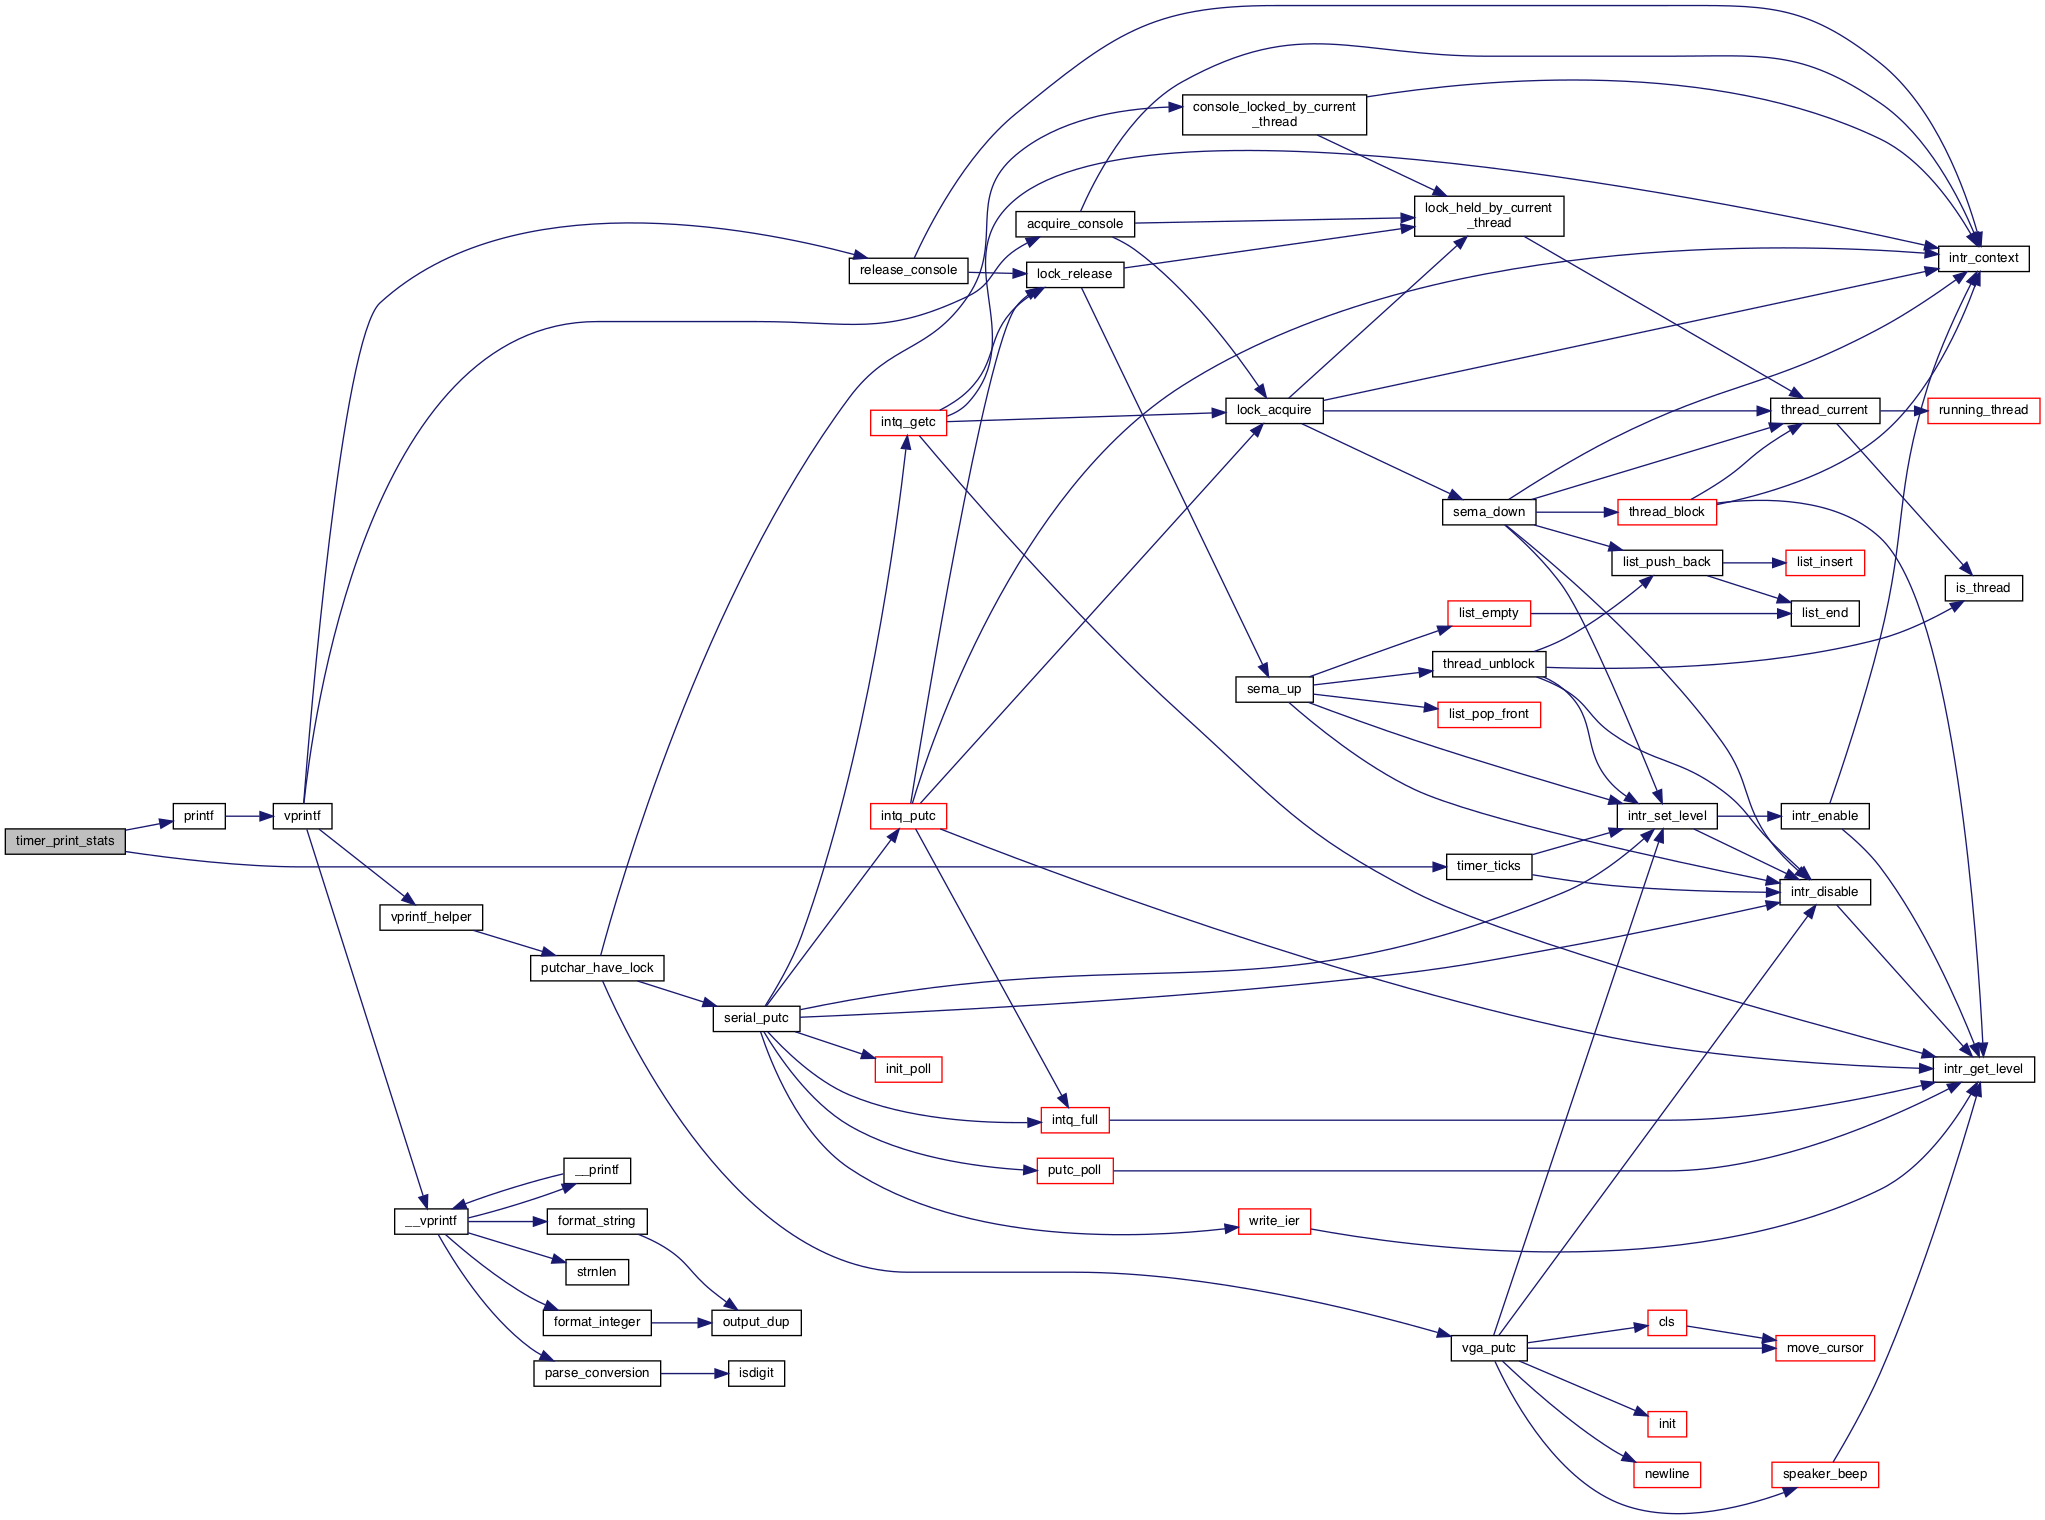 console_locked_by_current
_thread
lock_held_by_current
_thread
acquire_console
intr_context
release_console
lock_release
intq_getc
lock_acquire
thread_current
running_thread
sema_down
thread_block
list_push_back
list_insert
is_thread
list_empty
list_end
thread_unblock
sema_up
list_pop_front
timer_print_stats
printf
vprintf
intq_putc
intr_set_level
intr_enable
timer_ticks
intr_disable
vprintf_helper
putchar_have_lock
serial_putc
init_poll
intr_get_level
intq_full
putc_poll
__printf
__vprintf
format_string
write_ier
strnlen
format_integer
output_dup
vga_putc
cls
move_cursor
parse_conversion
isdigit
init
newline
speaker_beep